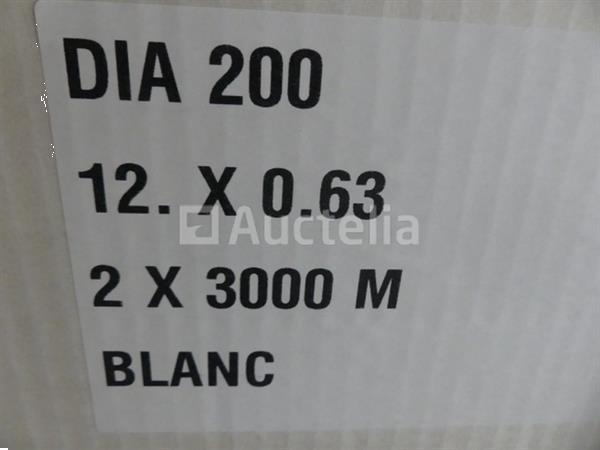 DIA 200
12. X 0.63
Auctelia
2 X 3000 M
BLANC